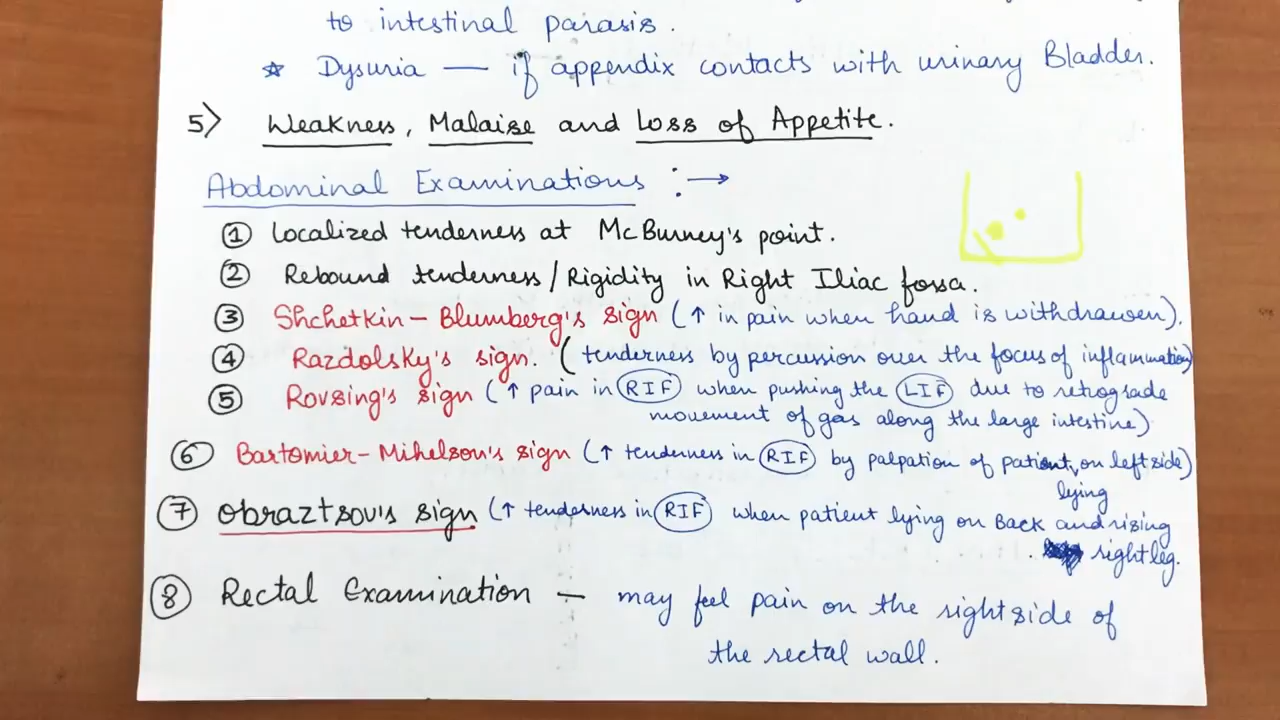 to intestinal parasis.
☆ Dysuria — if appendix contacts with urinary Bladder.
5) Weakness, Malaise and Loss of Appetite.
Abdominal Examinations :→
① Localized tenderness at McBurney's point.
② Rebound tenderness/Rigidity in Right Iliac fossa.
③ Shchetkin-Blumberg's sign (↑ in pain when hand is withdrawen).
④ Razdolsky's sign. (tenderness by percussion over the focus of inflammation)
⑤ Rovsing's sign (↑ pain in RIF when pushing the LIF due to retrograde
movement of gas along the large intestine)
⑥ Bartomier-Mihelson's sign (↑ tenderness in RIF by palpation of patient, on left side)
lying
⑦ Obraztsov's sign (↑ tenderness in RIF when patient lying on Back and rising
right leg.
⑧ Rectal Examination — may feel pain on the right side of
the rectal wall.